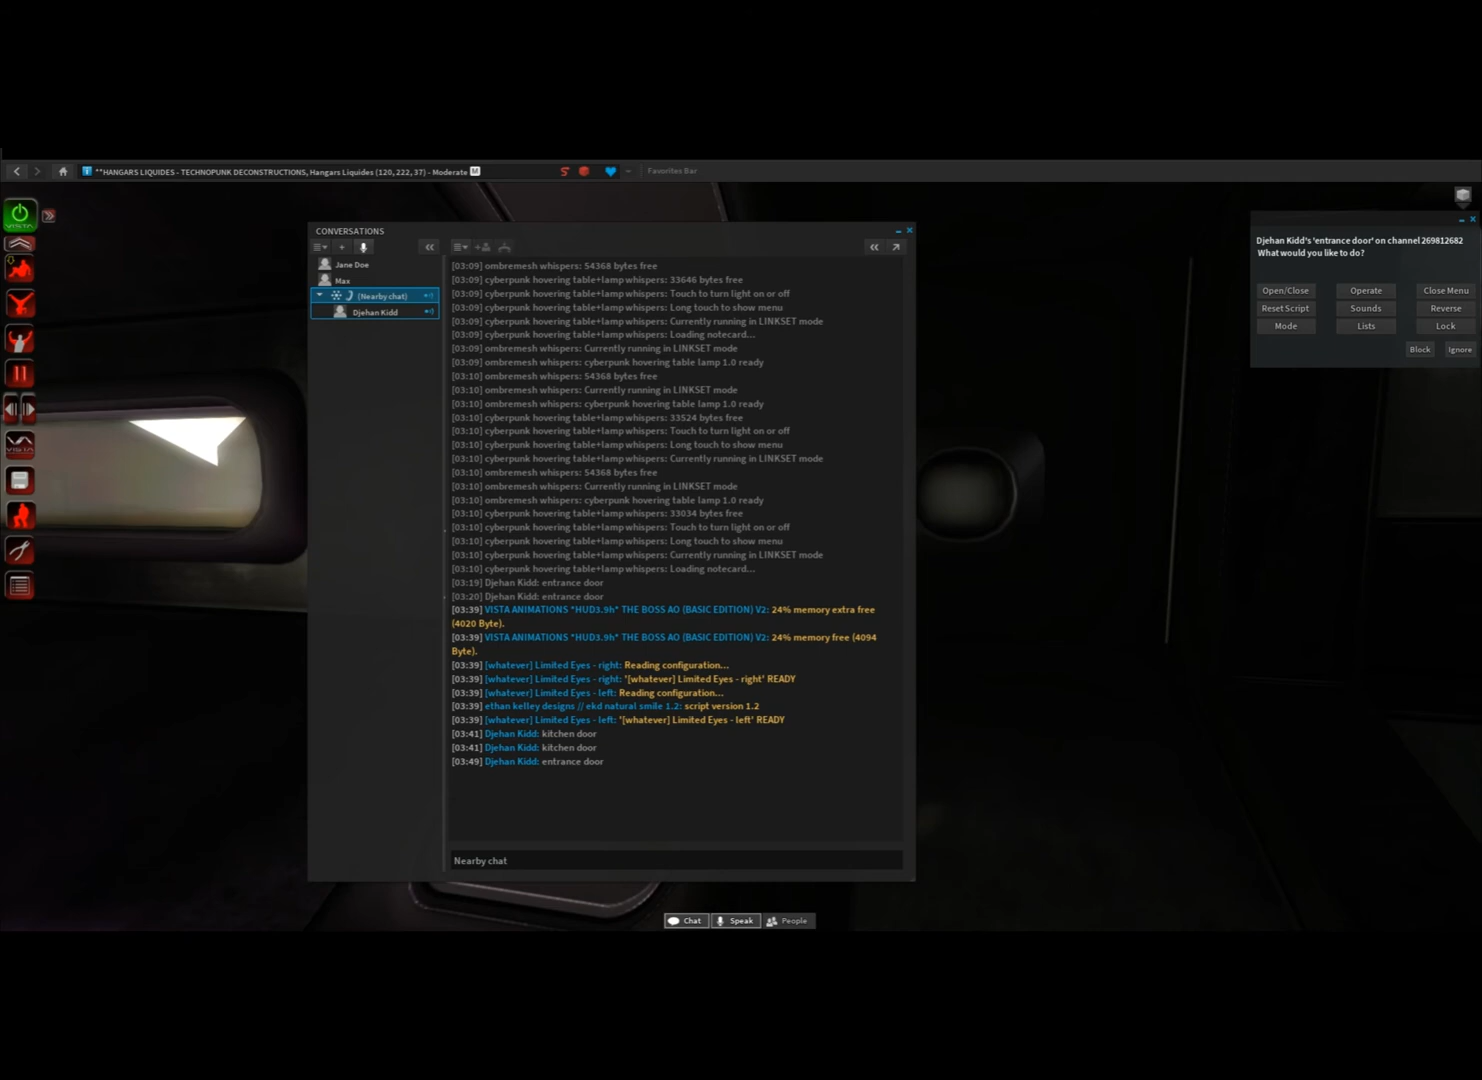 **HANGARS LIQUIDES - TECHNOPUNK DECONSTRUCTIONS, Hangars Liquides (120, 222, 37) - Moderate M
Favorites Bar
VISTA
VISTA
CONVERSATIONS
Jane Doe
Max
(Nearby chat)
Djehan Kidd
[03:09] ombremesh whispers: 54368 bytes free
[03:09] cyberpunk hovering table+lamp whispers: 33646 bytes free
[03:09] cyberpunk hovering table+lamp whispers: Touch to turn light on or off
[03:09] cyberpunk hovering table+lamp whispers: Long touch to show menu
[03:09] cyberpunk hovering table+lamp whispers: Currently running in LINKSET mode
[03:09] cyberpunk hovering table+lamp whispers: Loading notecard...
[03:09] ombremesh whispers: Currently running in LINKSET mode
[03:09] ombremesh whispers: cyberpunk hovering table lamp 1.0 ready
[03:10] ombremesh whispers: 54368 bytes free
[03:10] ombremesh whispers: Currently running in LINKSET mode
[03:10] ombremesh whispers: cyberpunk hovering table lamp 1.0 ready
[03:10] cyberpunk hovering table+lamp whispers: 33524 bytes free
[03:10] cyberpunk hovering table+lamp whispers: Touch to turn light on or off
[03:10] cyberpunk hovering table+lamp whispers: Long touch to show menu
[03:10] cyberpunk hovering table+lamp whispers: Currently running in LINKSET mode
[03:10] ombremesh whispers: 54368 bytes free
[03:10] ombremesh whispers: Currently running in LINKSET mode
[03:10] ombremesh whispers: cyberpunk hovering table lamp 1.0 ready
[03:10] cyberpunk hovering table+lamp whispers: 33034 bytes free
[03:10] cyberpunk hovering table+lamp whispers: Touch to turn light on or off
[03:10] cyberpunk hovering table+lamp whispers: Long touch to show menu
[03:10] cyberpunk hovering table+lamp whispers: Currently running in LINKSET mode
[03:10] cyberpunk hovering table+lamp whispers: Loading notecard...
[03:19] Djehan Kidd: entrance door
[03:20] Djehan Kidd: entrance door
[03:39] VISTA ANIMATIONS *HUD3.9h* THE BOSS AO (BASIC EDITION) V2: 24% memory extra free
(4020 Byte).
[03:39] VISTA ANIMATIONS *HUD3.9h* THE BOSS AO (BASIC EDITION) V2: 24% memory free (4094
Byte).
[03:39] [whatever] Limited Eyes - right: Reading configuration...
[03:39] [whatever] Limited Eyes - right: '[whatever] Limited Eyes - right' READY
[03:39] [whatever] Limited Eyes - left: Reading configuration...
[03:39] ethan kelley designs // ekd natural smile 1.2: script version 1.2
[03:39] [whatever] Limited Eyes - left: '[whatever] Limited Eyes - left' READY
[03:41] Djehan Kidd: kitchen door
[03:41] Djehan Kidd: kitchen door
[03:49] Djehan Kidd: entrance door
Nearby chat
Djehan Kidd's 'entrance door' on channel 269812682
What would you like to do?
Open/Close Operate Close Menu
Reset Script Sounds Reverse
Mode Lists Lock
Block Ignore
Chat Speak People